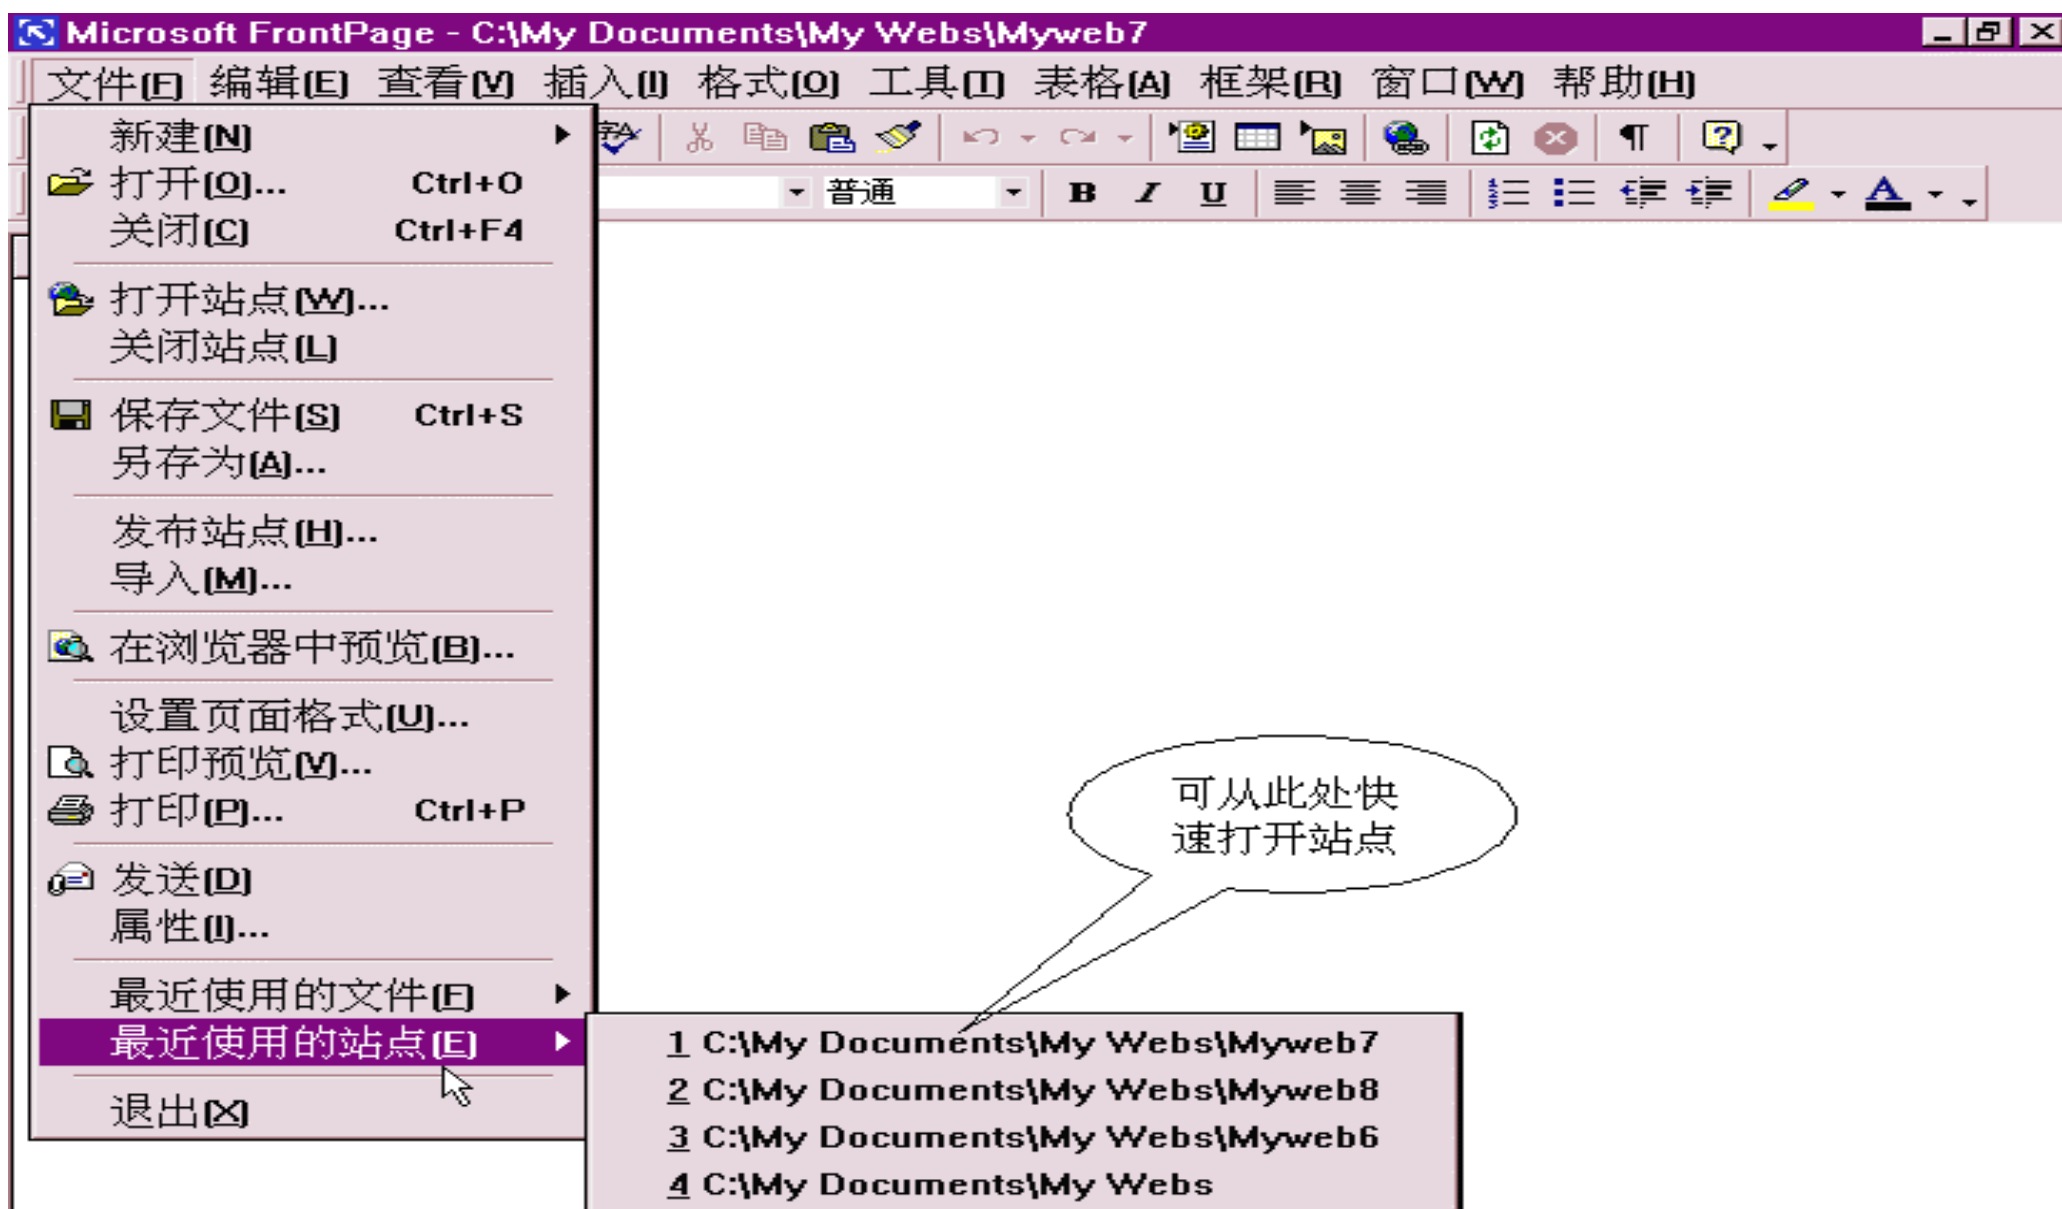 Microsoft FrontPage - C:\My Documents\My Webs\Myweb7
文件(F) 编辑(E) 查看(V) 插入(I) 格式(O) 工具(T) 表格(A) 框架(R) 窗口(W) 帮助(H)
新建(N)
打开(O)... Ctrl+O
普通 B I U
关闭(C) Ctrl+F4
打开站点(W)...
关闭站点(L)
保存文件(S) Ctrl+S
另存为(A)...
发布站点(H)...
导入(M)...
在浏览器中预览(B)...
设置页面格式(U)...
打印预览(V)...
打印(P)... Ctrl+P
发送(D)
属性(I)...
最近使用的文件(F)
最近使用的站点(E)
退出(X)
可从此处快
速打开站点
1 C:\My Documents\My Webs\Myweb7
2 C:\My Documents\My Webs\Myweb8
3 C:\My Documents\My Webs\Myweb6
4 C:\My Documents\My Webs